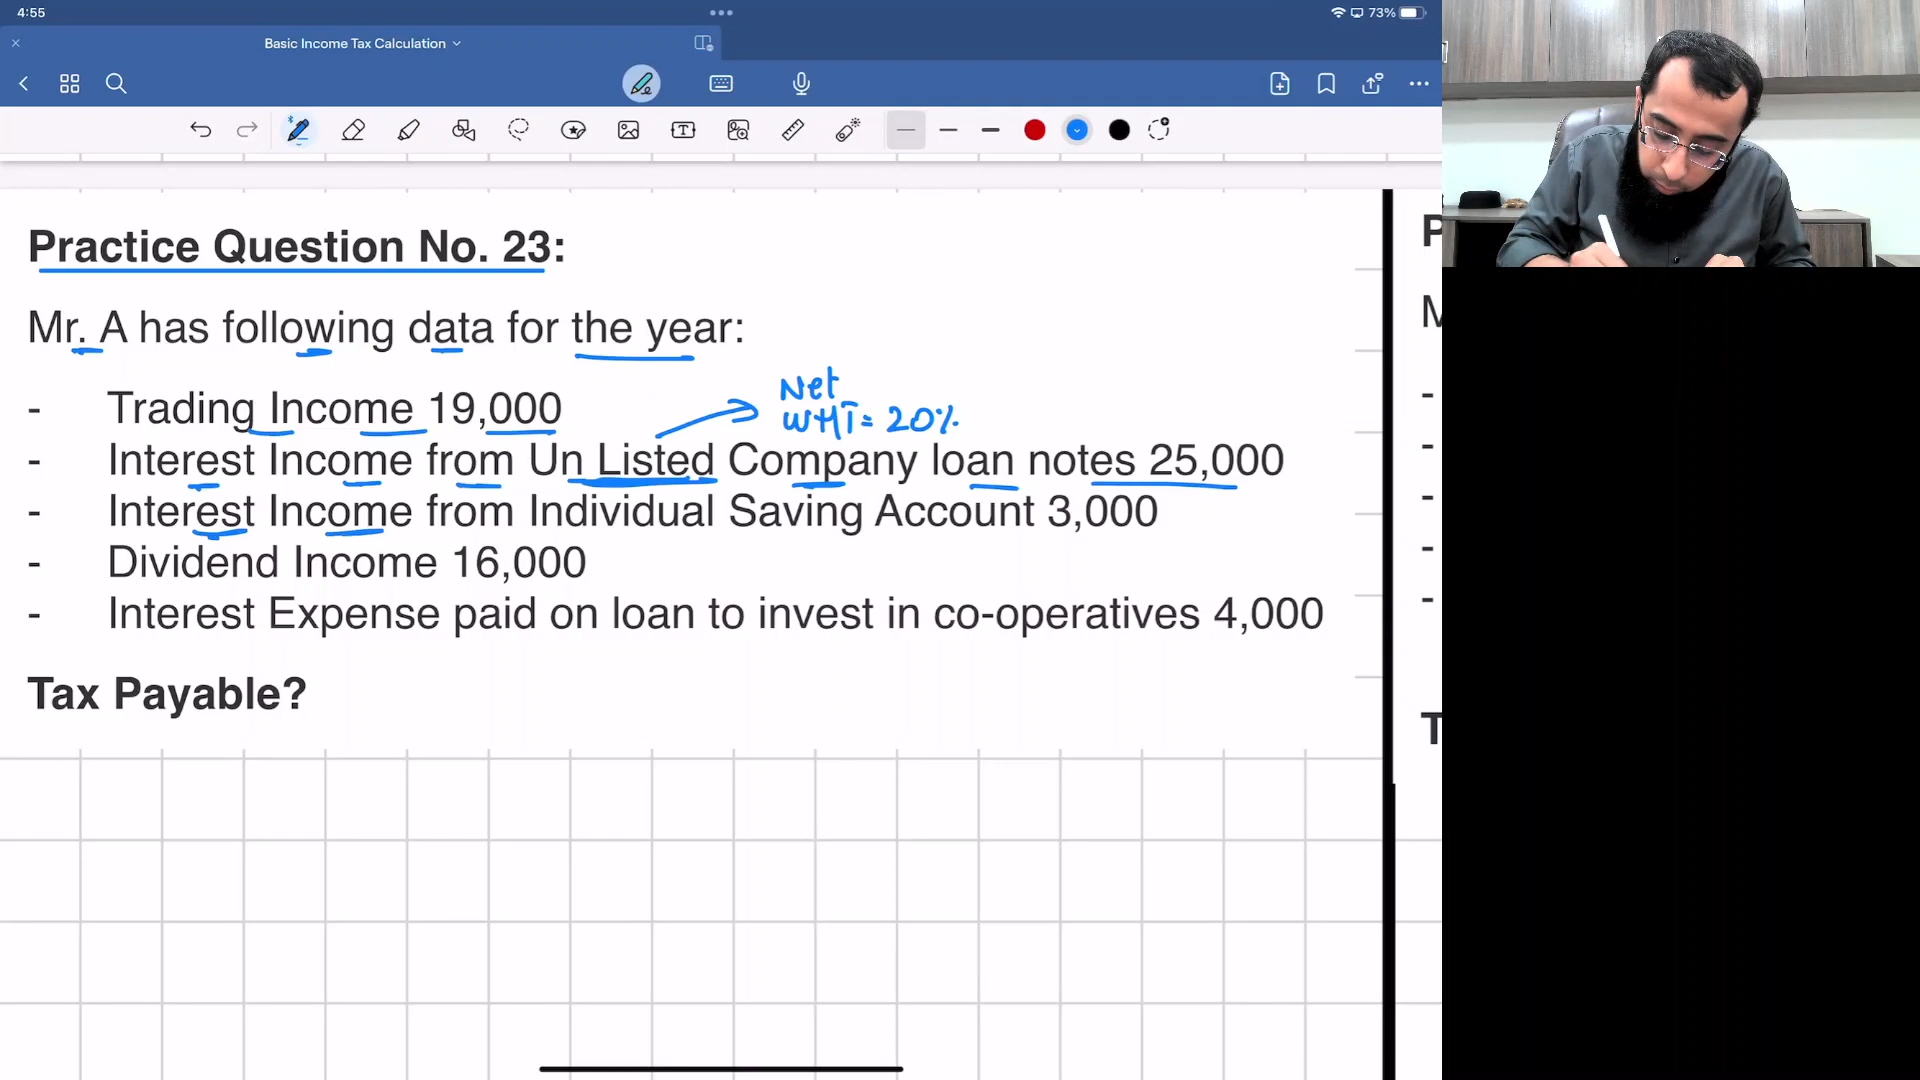 4:55
73%
Basic Income Tax Calculation
Practice Question No. 23:
Mr. A has following data for the year:
Net
WHT = 20%
- Trading Income 19,000
- Interest Income from Un Listed Company loan notes 25,000
- Interest Income from Individual Saving Account 3,000
- Dividend Income 16,000
- Interest Expense paid on loan to invest in co-operatives 4,000
Tax Payable?
P
M
-
-
-
-
-
T